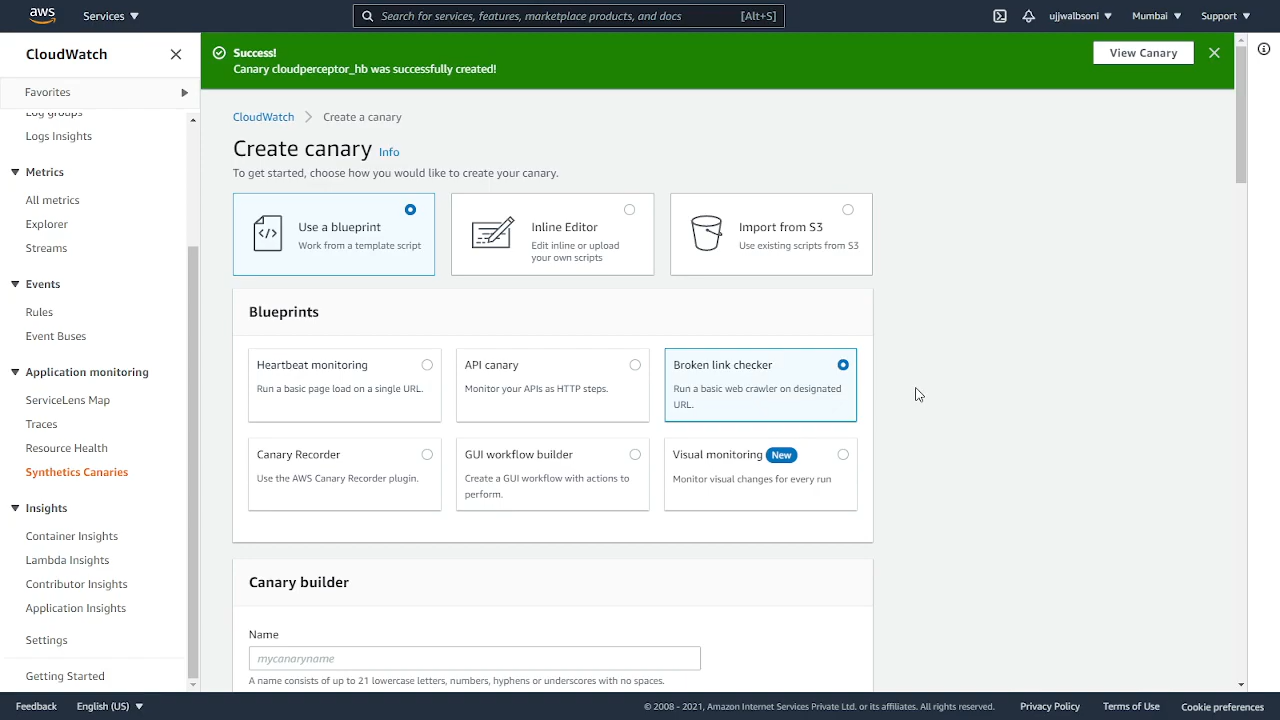 aws
Services
Search for services, features, marketplace products, and docs
[Alt+S]
ujjwalbsoni
Mumbai
Support
CloudWatch
Favorites
Log groups
Logs Insights
Metrics
All metrics
Explorer
Streams
Events
Rules
Event Buses
Application monitoring
ServiceLens Map
Traces
Resource Health
Synthetics Canaries
Insights
Container Insights
Lambda Insights
Contributor Insights
Application Insights
Settings
Getting Started
Success!
Canary cloudperceptor_hb was successfully created!
View Canary
CloudWatch
Create a canary
Create canary Info
To get started, choose how you would like to create your canary.
Use a blueprint
Work from a template script
Inline Editor
Edit inline or upload
your own scripts
Import from S3
Use existing scripts from S3
Blueprints
Heartbeat monitoring
Run a basic page load on a single URL.
API canary
Monitor your APIs as HTTP steps.
Broken link checker
Run a basic web crawler on designated
URL.
Canary Recorder
Use the AWS Canary Recorder plugin.
GUI workflow builder
Create a GUI workflow with actions to
perform.
Visual monitoring New
Monitor visual changes for every run
Canary builder
Name
mycanaryname
A name consists of up to 21 lowercase letters, numbers, hyphens or underscores with no spaces.
Feedback
English (US)
© 2008 - 2021, Amazon Internet Services Private Ltd. or its affiliates. All rights reserved.
Privacy Policy
Terms of Use
Cookie preferences